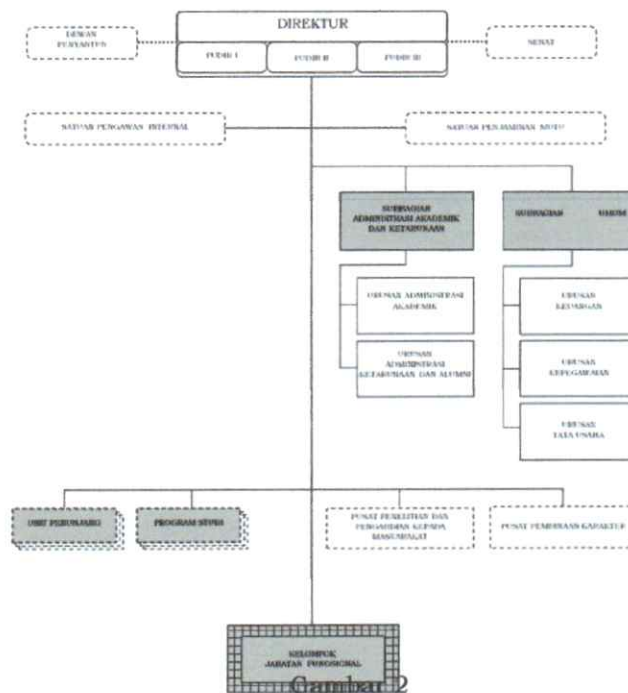 DIREKTUR
DEWAN
PENYANTUN
PUDIR I
PUDIR II
PUDIR III
SENAT
SATUAN PENGAWAS INTERNAL
SATUAN PENJAMINAN MUTU
SUBBAGIAN
ADMINISTRASI AKADEMIK
DAN KETARUNAAN
SUBBAGIAN UMUM
URUSAN ADMINISTRASI
AKADEMIK
URUSAN
KEUANGAN
URUSAN
ADMINISTRASI
KETARUNAAN DAN ALUMNI
URUSAN
KEPEGAWAIAN
URUSAN
TATA USAHA
UNIT PENUNJANG
PROGRAM STUDI
PUSAT PENELITIAN DAN
PENGABDIAN KEPADA
MASYARAKAT
PUSAT PEMBINAAN KARAKTER
KELOMPOK
JABATAN FUNGSIONAL
Gambar 2